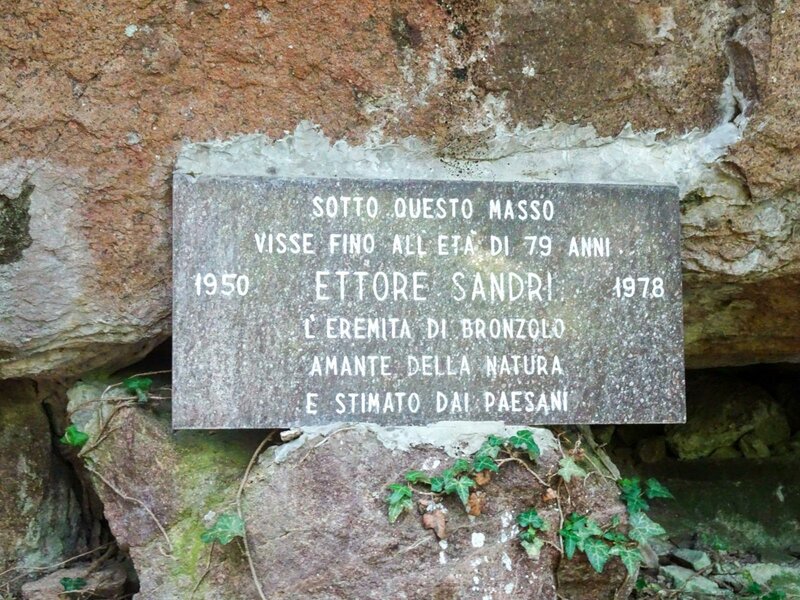 SOTTO QUESTO MASSO
VISSE FINO ALL'ETÀ DI 79 ANNI
1950 ETTORE SANDRI 1978
L'EREMITA DI BRONZOLO
AMANTE DELLA NATURA
E STIMATO DAI PAESANI